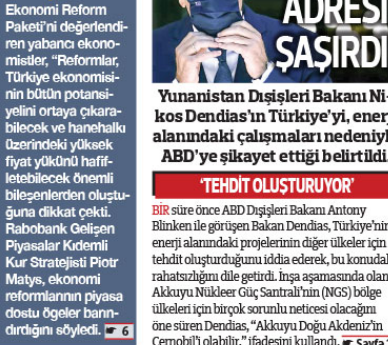 Ekonomi Reform
Paketi'ni değerlendi-
ren yabancı ekono-
mistler, "Reformlar,
Türkiye ekonomisi-
nin bütün potansi-
yelini ortaya çıkara-
bilecek ve hanehalkı
üzerindeki yüksek
fiyat yükünü hafif-
letebilecek önemli
bileşenlerden oluştu-
ğuna dikkat çekti.
Rabobank Gelişen
Piyasalar Kıdemli
Kur Stratejisti Piotr
Matys, ekonomi
reformlarının piyasa
dostu ögeler barın-
dırdığını söyledi. 6
ADRESİ
ŞAŞIRDI
Yunanistan Dışişleri Bakanı Ni-
kos Dendias'ın Türkiye'yi, enerj
alanındaki çalışmaları nedeniyl
ABD'ye şikayet ettiği belirtildi.
'TEHDİT OLUŞTURUYOR'
BİR süre önce ABD Dışişleri Bakanı Antony
Blinken ile görüşen Bakan Dendias, Türkiye'nin
enerji alanındaki projelerinin diğer ülkeler için
tehdit oluşturduğunu iddia ederek, bu konudal
rahatsızlığını dile getirdi. İnşa aşamasında olan
Akkuyu Nükleer Güç Santrali'nin (NGS) bölge
ülkeleri için birçok sorunlu neticesi olacağını
öne süren Dendias, "Akkuyu Doğu Akdeniz'in
Çernobil'i olabilir." ifadesini kullandı. Sayfa